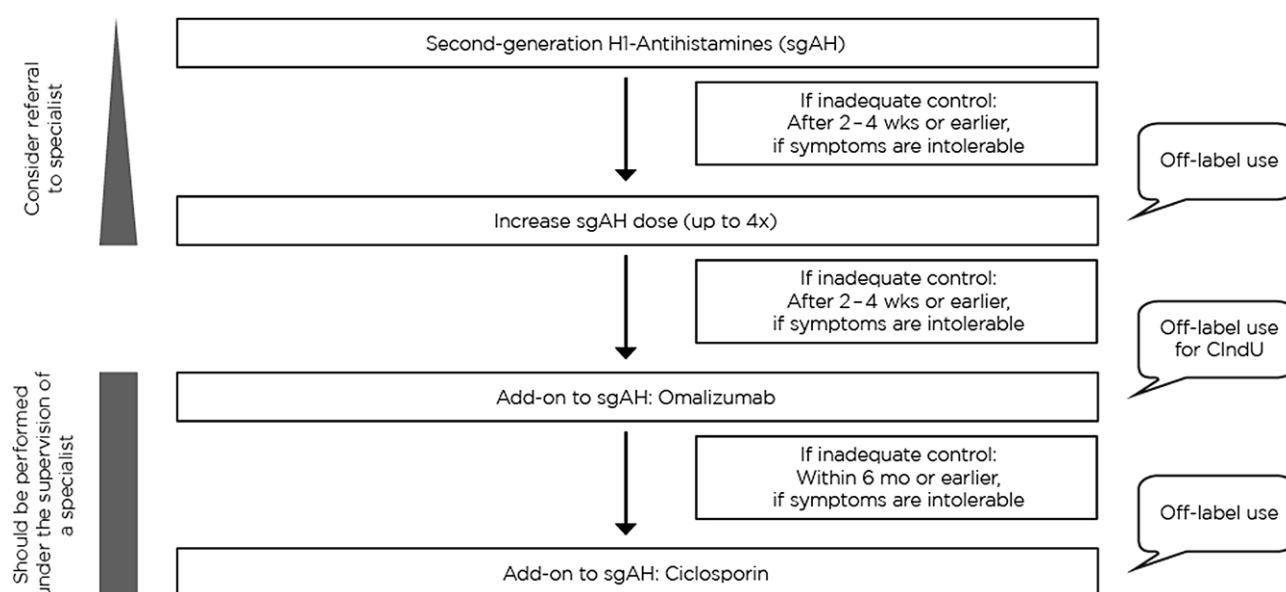 Second-generation H1-Antihistamines (sgAH)
Consider referral
to specialist
If inadequate control:
After 2–4 wks or earlier,
if symptoms are intolerable
Off-label use
Increase sgAH dose (up to 4x)
If inadequate control:
After 2–4 wks or earlier,
if symptoms are intolerable
Off-label use
for CIndU
Should be performed
under the supervision of
a specialist
Add-on to sgAH: Omalizumab
If inadequate control:
Within 6 mo or earlier,
if symptoms are intolerable
Off-label use
Add-on to sgAH: Ciclosporin